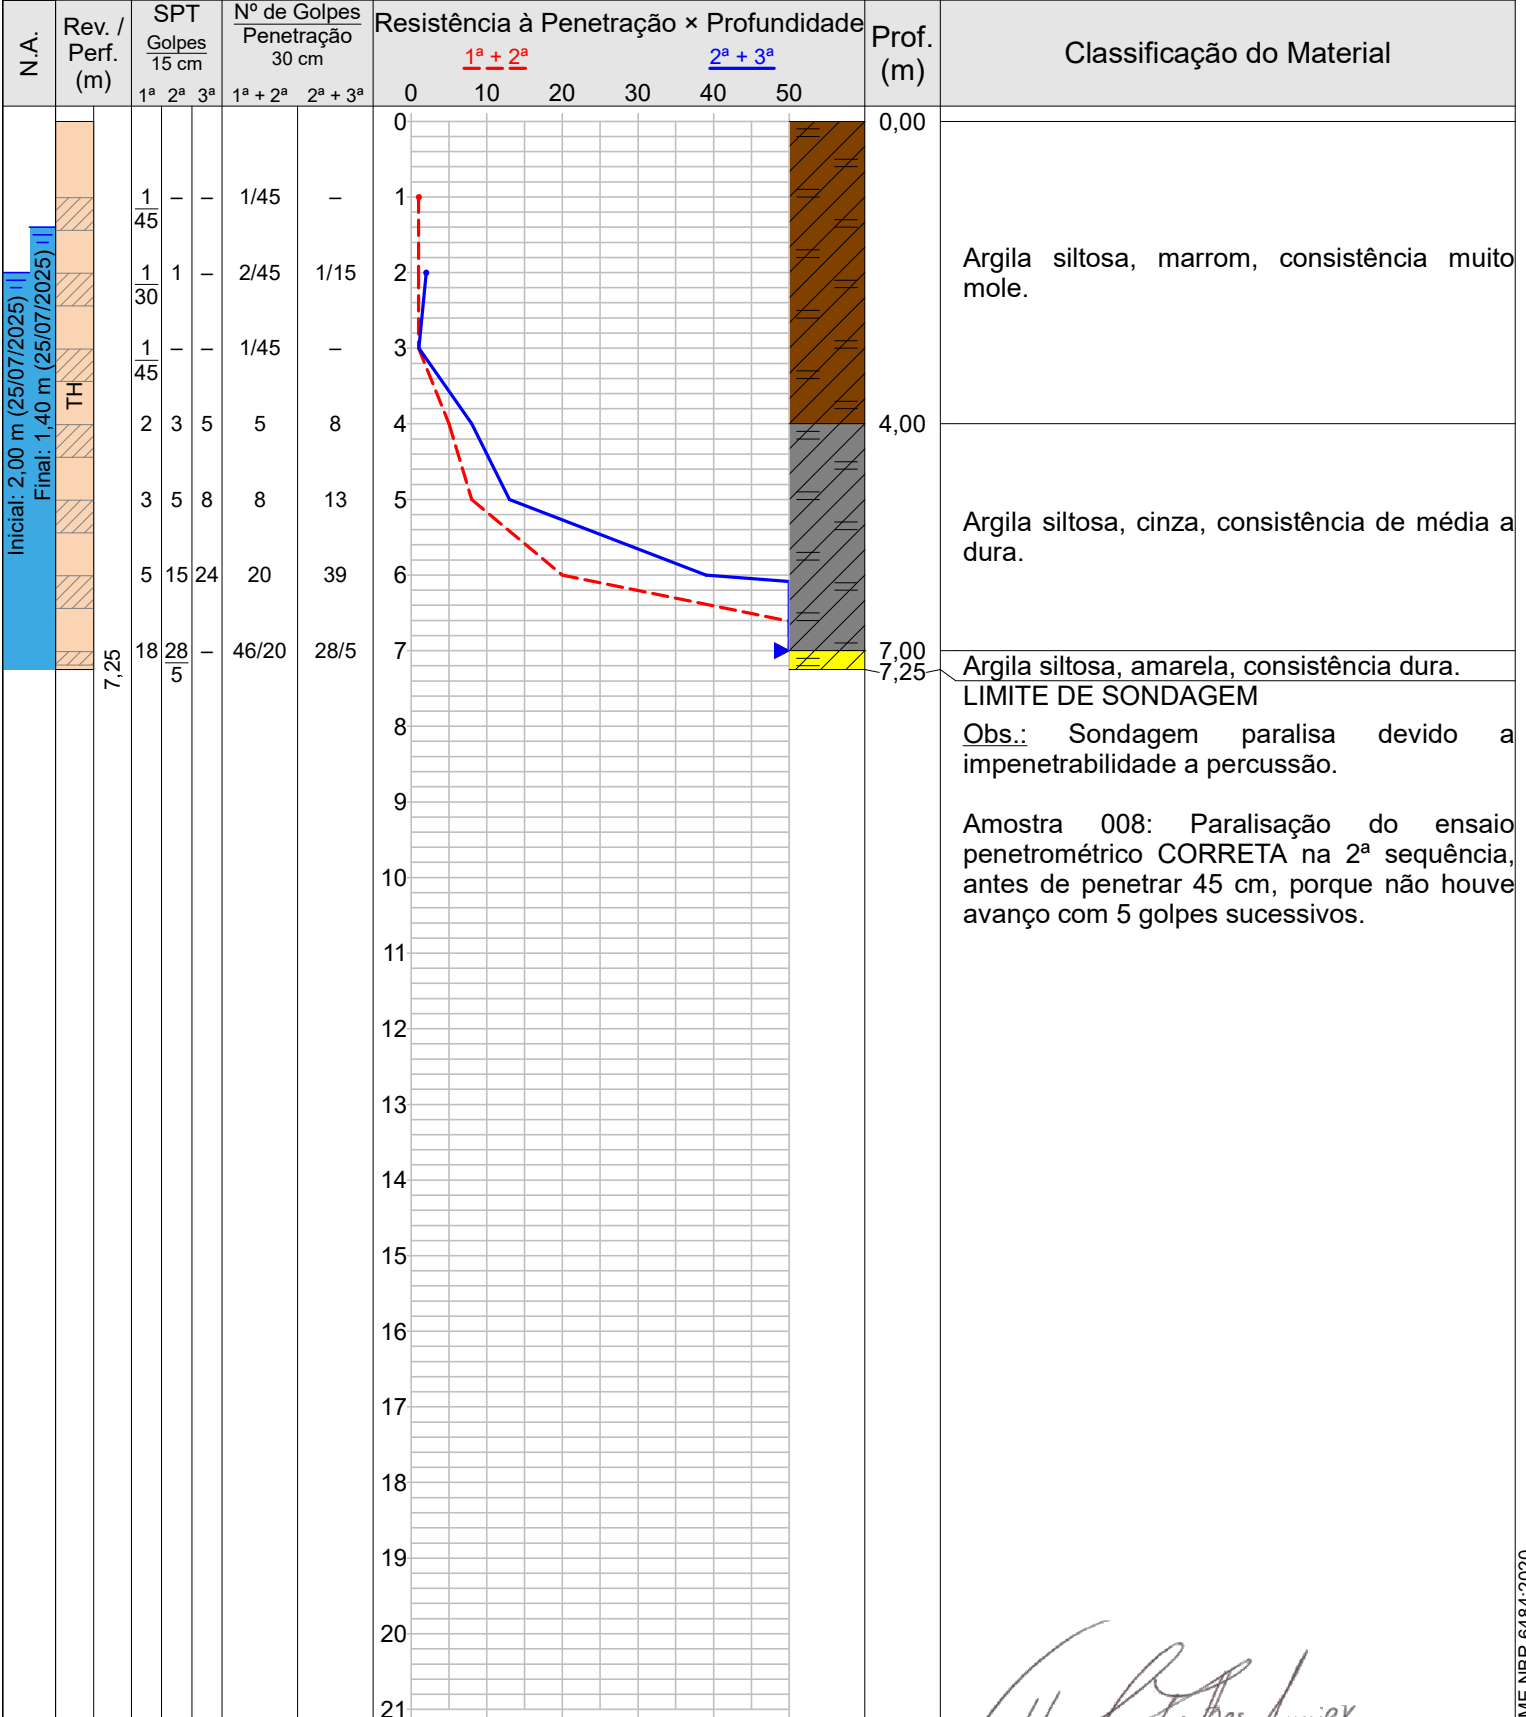 N.A.
Rev. /
Perf.
(m)
SPT
Golpes
15 cm
1ª 2ª 3ª
Nº de Golpes
Penetração
30 cm
1ª + 2ª 2ª + 3ª
Resistência à Penetração × Profundidade
1ª + 2ª 2ª + 3ª
0 10 20 30 40 50
Prof.
(m)
Classificação do Material
Inicial: 2,00 m (25/07/2025)
Final: 1,40 m (25/07/2025)
TH
7,25
0 0,00
1/45 – – 1/45 – 1
1/30 1 – 2/45 1/15 2
Argila siltosa, marrom, consistência muito
mole.
1/45 – – 1/45 – 3
2 3 5 5 8 4 4,00
3 5 8 8 13 5
Argila siltosa, cinza, consistência de média a
dura.
5 15 24 20 39 6
18 28/5 – 46/20 28/5 7 7,00
7,25
Argila siltosa, amarela, consistência dura.
LIMITE DE SONDAGEM
Obs.: Sondagem paralisa devido a
impenetrabilidade a percussão.
Amostra 008: Paralisação do ensaio
penetrométrico CORRETA na 2ª sequência,
antes de penetrar 45 cm, porque não houve
avanço com 5 golpes sucessivos.
8
9
10
11
12
13
14
15
16
17
18
19
20
21
NBR 6484:2020